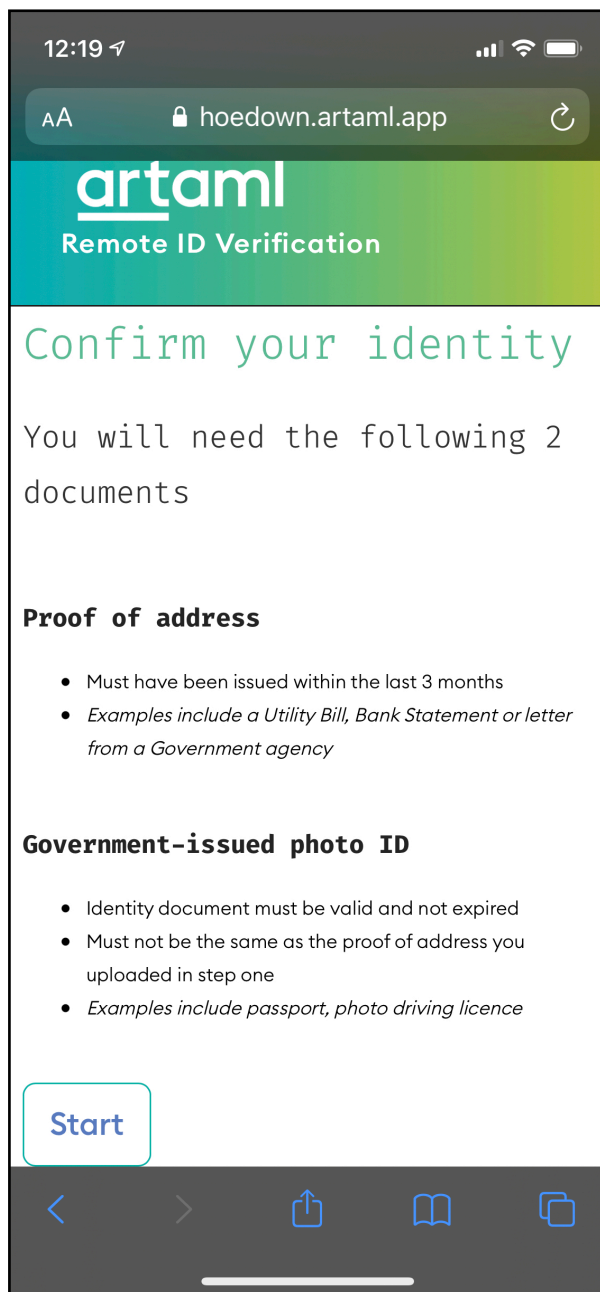 12:19
AA hoedown.artaml.app
artaml
Remote ID Verification
Confirm your identity
You will need the following 2
documents
Proof of address
• Must have been issued within the last 3 months
• Examples include a Utility Bill, Bank Statement or letter
from a Government agency
Government-issued photo ID
• Identity document must be valid and not expired
• Must not be the same as the proof of address you
uploaded in step one
• Examples include passport, photo driving licence
Start